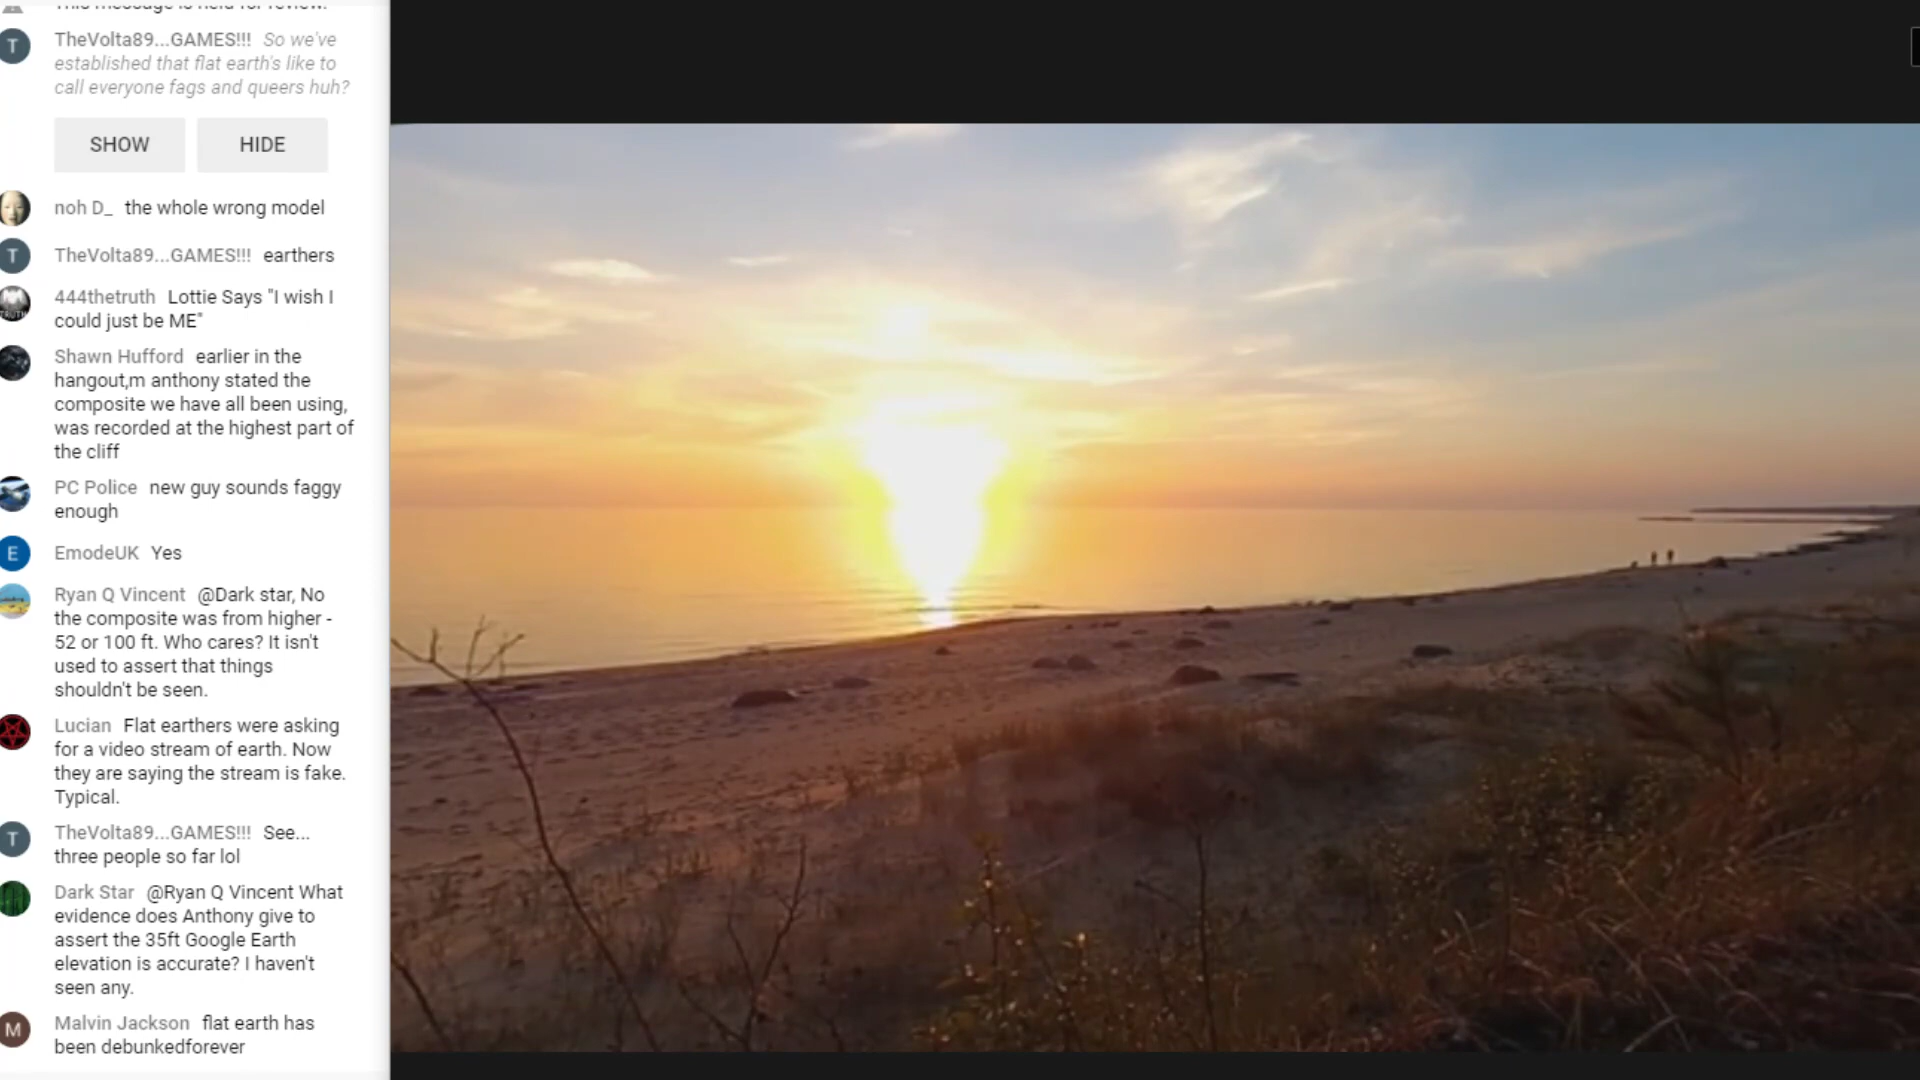 This message is held for review.
TheVolta89...GAMES!!! So we've
established that flat earth's like to
call everyone fags and queers huh?
SHOW HIDE
noh D_ the whole wrong model
T TheVolta89...GAMES!!! earthers
444thetruth Lottie Says "I wish I
could just be ME"
TRUTH
Shawn Hufford earlier in the
hangout,m anthony stated the
composite we have all been using,
was recorded at the highest part of
the cliff
PC Police new guy sounds faggy
enough
E EmodeUK Yes
Ryan Q Vincent @Dark star, No
the composite was from higher -
52 or 100 ft. Who cares? It isn't
used to assert that things
shouldn't be seen.
Lucian Flat earthers were asking
for a video stream of earth. Now
they are saying the stream is fake.
Typical.
T TheVolta89...GAMES!!! See...
three people so far lol
Dark Star @Ryan Q Vincent What
evidence does Anthony give to
assert the 35ft Google Earth
elevation is accurate? I haven't
seen any.
M Malvin Jackson flat earth has
been debunkedforever